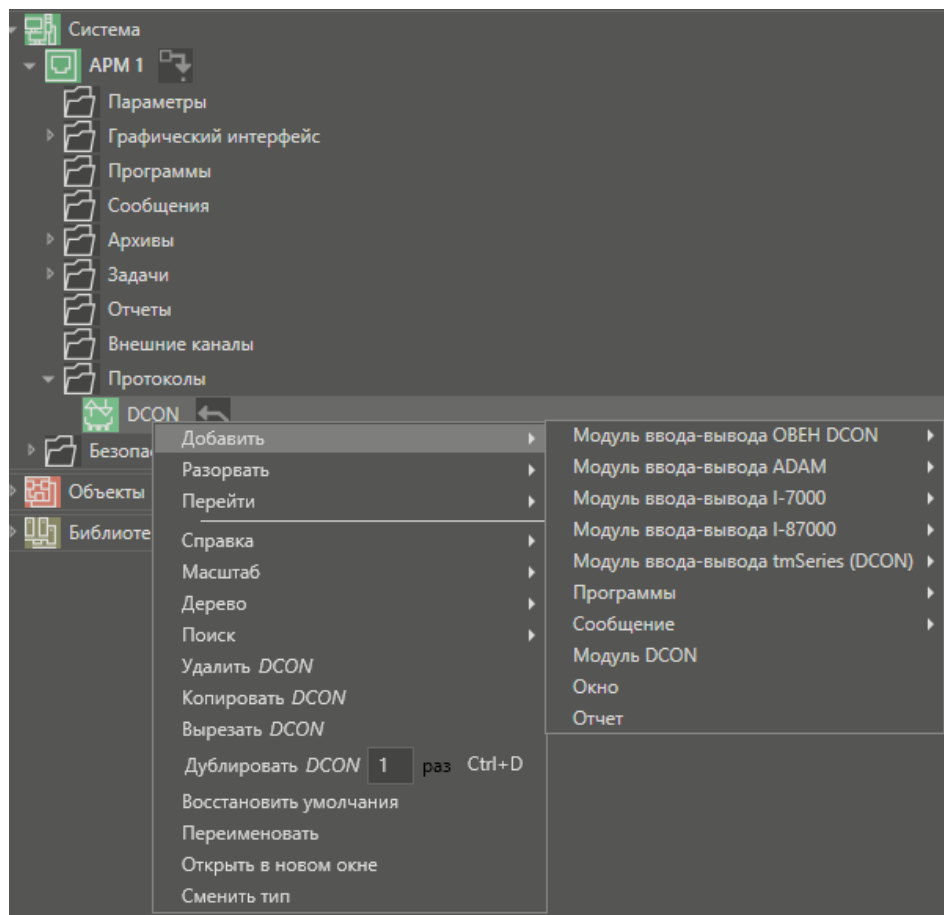 Система
АРМ 1
Параметры
Графический интерфейс
Программы
Сообщения
Архивы
Задачи
Отчеты
Внешние каналы
Протоколы
DCON
Безопа
Объекты
Библиоте
Добавить
Разорвать
Перейти
Справка
Масштаб
Дерево
Поиск
Удалить DCON
Копировать DCON
Вырезать DCON
Дублировать DCON 1 раз Ctrl+D
Восстановить умолчания
Переименовать
Открыть в новом окне
Сменить тип
Модуль ввода-вывода ОВЕН DCON
Модуль ввода-вывода ADAM
Модуль ввода-вывода I-7000
Модуль ввода-вывода I-87000
Модуль ввода-вывода tmSeries (DCON)
Программы
Сообщение
Модуль DCON
Окно
Отчет